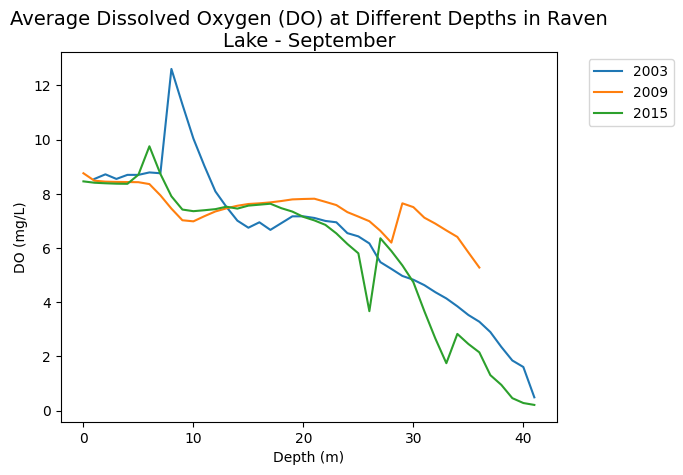 Average Dissolved Oxygen (DO) at Different Depths in Raven
Lake - September
2003
2009
2015
DO (mg/L)
12
10
8
6
4
2
0
0 10 20 30 40
Depth (m)